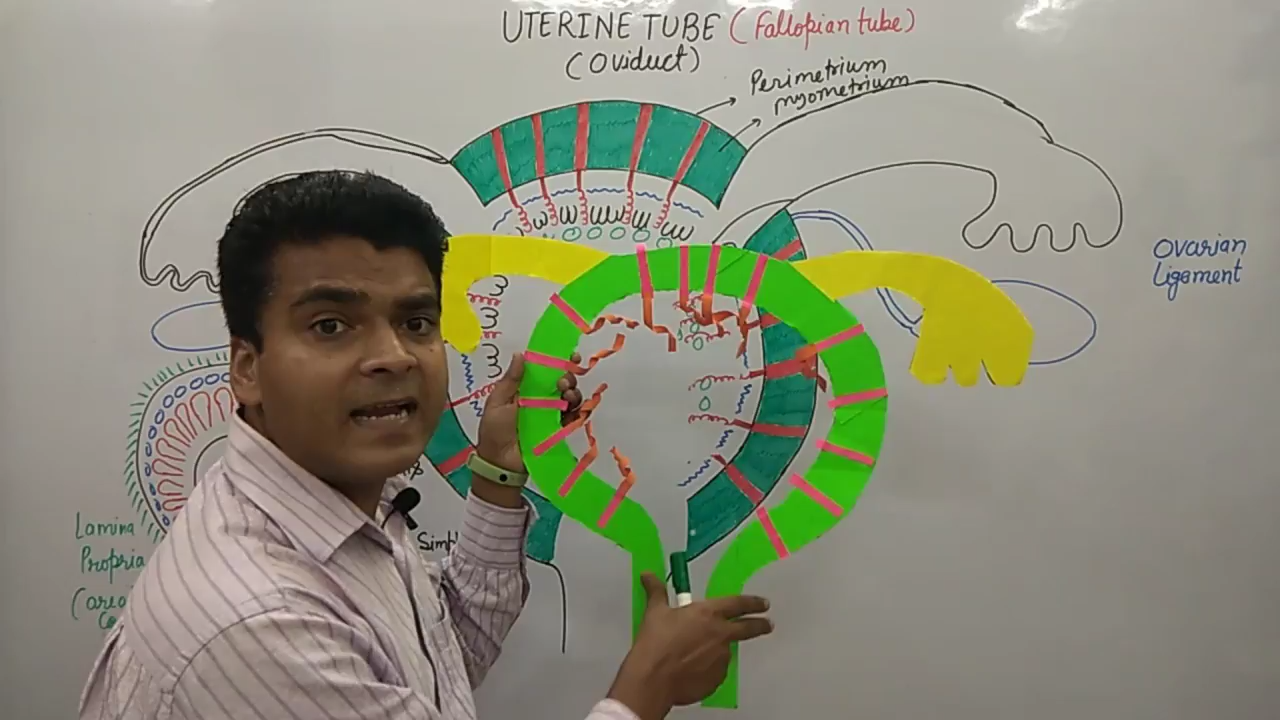 UTERINE TUBE (Fallopian tube)
(Oviduct)
Perimetrium
myometrium
Ovarian
Ligament
Lamina
Propria